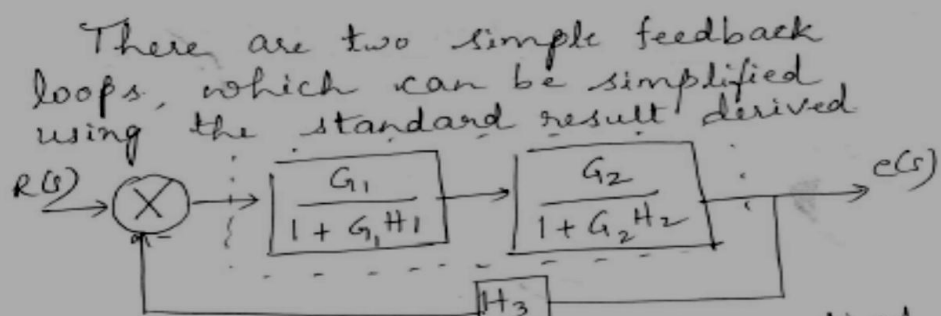 There are two simple feedback
loops, which can be simplified
using the standard result derived
R(s) G1 G2 C(s)
1 + G1H1 1 + G2H2
H3